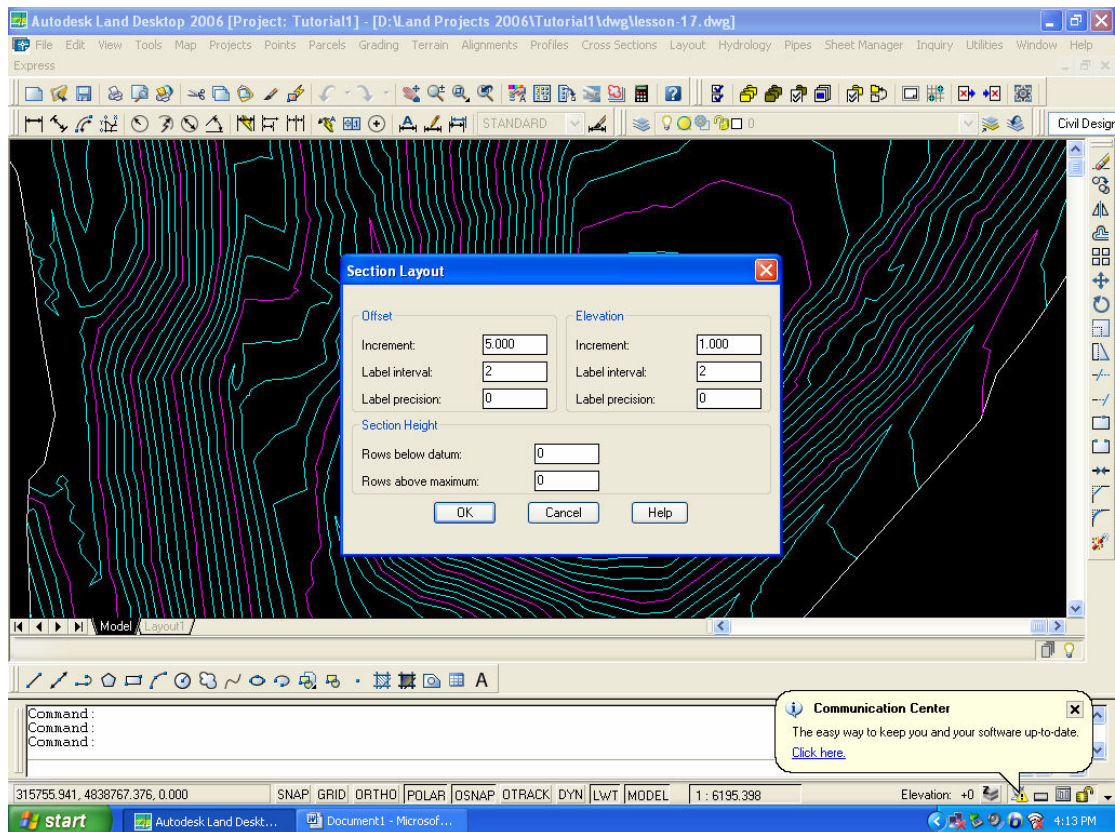 Autodesk Land Desktop 2006 [Project: Tutorial1] - [D:\Land Projects 2006\Tutorial1\dwg\lesson-17.dwg]
File Edit View Tools Map Projects Points Parcels Grading Terrain Alignments Profiles Cross Sections Layout Hydrology Pipes Sheet Manager Inquiry Utilities Window Help
Express
STANDARD
0
Civil Design
Section Layout
Offset
Increment: 5.000
Label interval: 2
Label precision: 0
Elevation
Increment: 1.000
Label interval: 2
Label precision: 0
Section Height
Rows below datum: 0
Rows above maximum: 0
OK Cancel Help
Model Layout1
A
Command:
Command:
Command:
Communication Center
The easy way to keep you and your software up-to-date.
Click here.
315755.941, 4838767.376, 0.000 SNAP GRID ORTHO POLAR OSNAP OTRACK DYN LWT MODEL 1 : 6195.398 Elevation: +0
start Autodesk Land Deskt... Document1 - Microsof... 4:13 PM